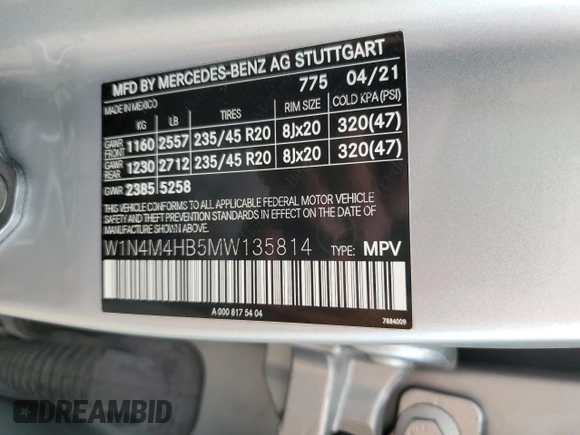 MFD BY MERCEDES-BENZ AG STUTTGART
MADE IN MEXICO 775 04/21
KG LB TIRES RIM SIZE COLD KPA (PSI)
GAWR FRONT 1160 2557 235/45 R20 8Jx20 320(47)
GAWR REAR 1230 2712 235/45 R20 8Jx20 320(47)
GVWR 2385 5258
THIS VEHICLE CONFORMS TO ALL APPLICABLE FEDERAL MOTOR VEHICLE
SAFETY AND THEFT PREVENTION STANDARDS IN EFFECT ON THE DATE OF
MANUFACTURE SHOWN ABOVE.
W1N4M4HB5MW135814 TYPE: MPV
A 000 817 54 04
7884009
DREAMBID